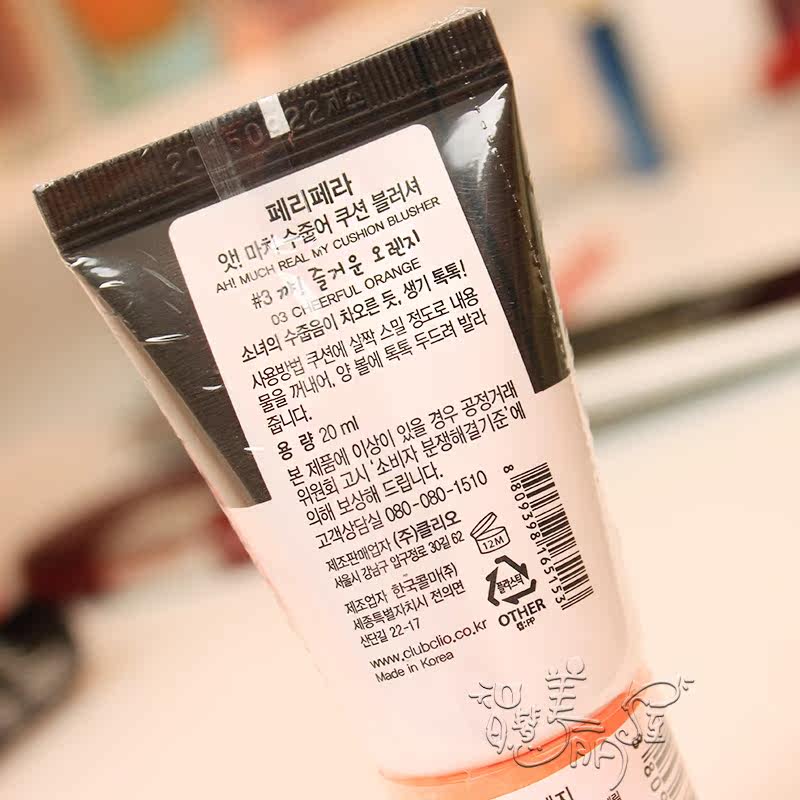 페리페라
앗! 마치 수줍어 쿠션 블러셔
AH! MUCH REAL MY CUSHION BLUSHER
#3 까! 즐거운 오렌지
03 CHEERFUL ORANGE
소녀의 수줍음이 차오른 듯, 생기 톡톡!
사용방법 쿠션에 살짝 스밀 정도로 내용
물을 꺼내어, 양 볼에 톡톡 두드려 발라
줍니다.
용 량 20 ml
본 제품에 이상이 있을 경우 공정거래
위원회 고시 '소비자 분쟁해결기준'에
의해 보상해 드립니다.
고객상담실 080-080-1510
제조판매업자 (주)클리오
서울시 강남구 압구정로 30길 62
제조업자 한국콜마(주)
세종특별자치시 전의면
산단길 22-17
www.clubclio.co.kr
Made in Korea
12M
플라스틱
OTHER
8 809398 165153